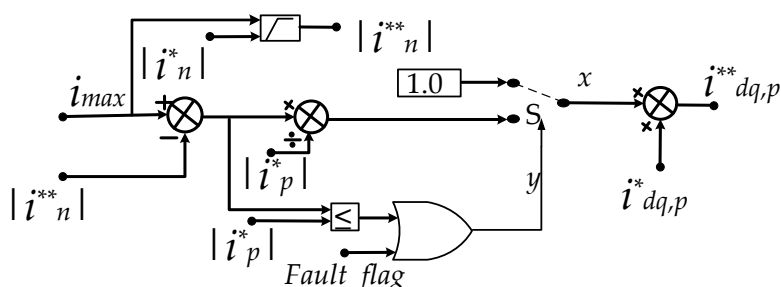 |i**n|
|i*n|
imax
+
−
|i**n|
×
÷
|i*p|
1.0
S
x
×
×
i**dq,p
i*dq,p
y
≤
|i*p|
Fault flag